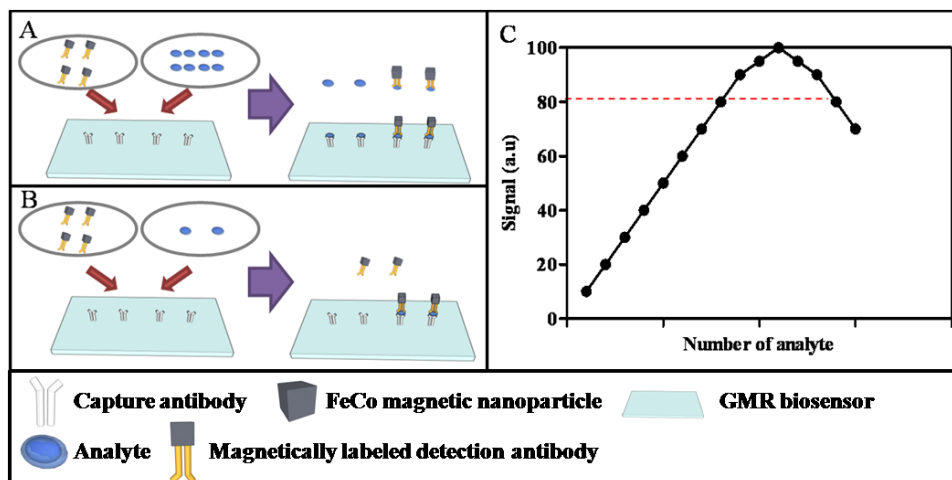 A
B
C
100
80
60
40
20
0
Signal (a.u)
Number of analyte
Capture antibody
FeCo magnetic nanoparticle
GMR biosensor
Analyte
Magnetically labeled detection antibody